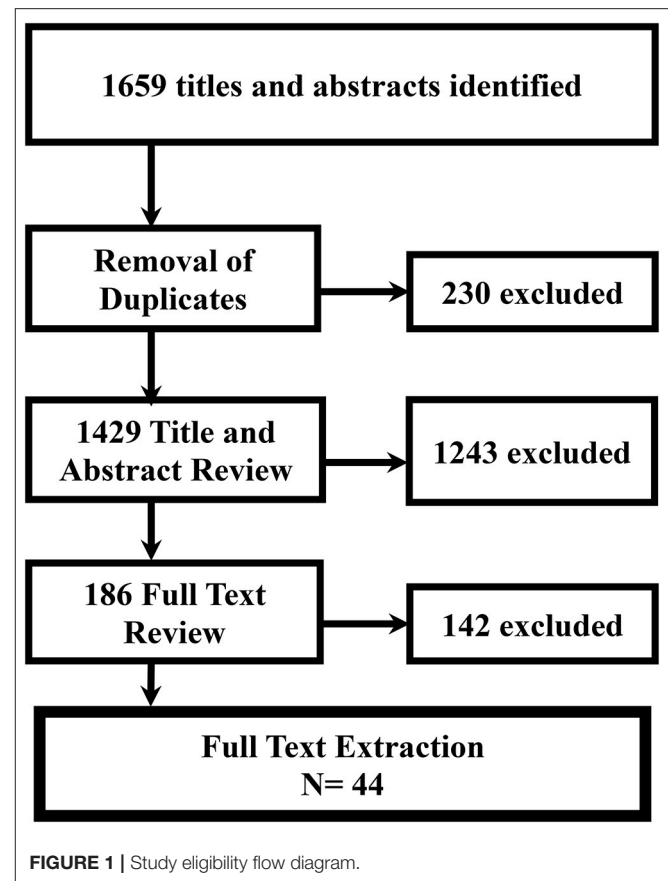 1659 titles and abstracts identified
Removal of
Duplicates
230 excluded
1429 Title and
Abstract Review
1243 excluded
186 Full Text
Review
142 excluded
Full Text Extraction
N= 44
FIGURE 1 | Study eligibility flow diagram.